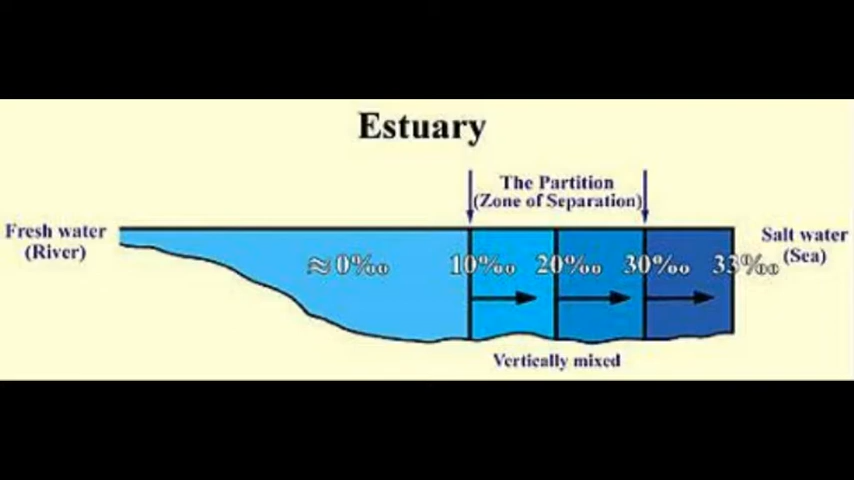 Estuary
The Partition
(Zone of Separation)
Fresh water
(River)
Salt water
(Sea)
≈0‰ 10‰ 20‰ 30‰ 33‰
Vertically mixed